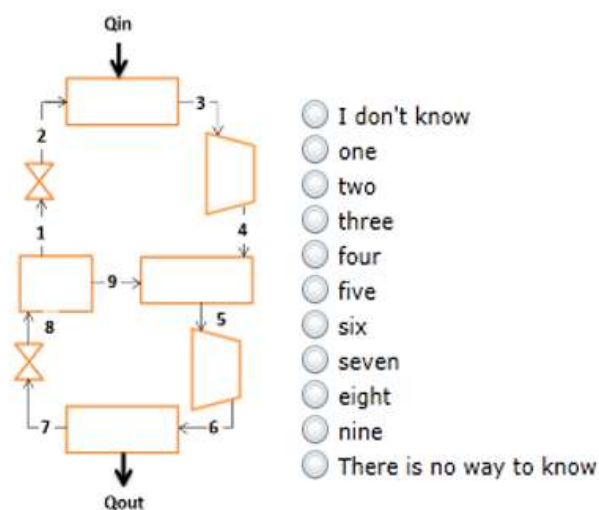 Qin
3
2
4
1
9
5
8
7
6
Qout
I don't know
one
two
three
four
five
six
seven
eight
nine
There is no way to know